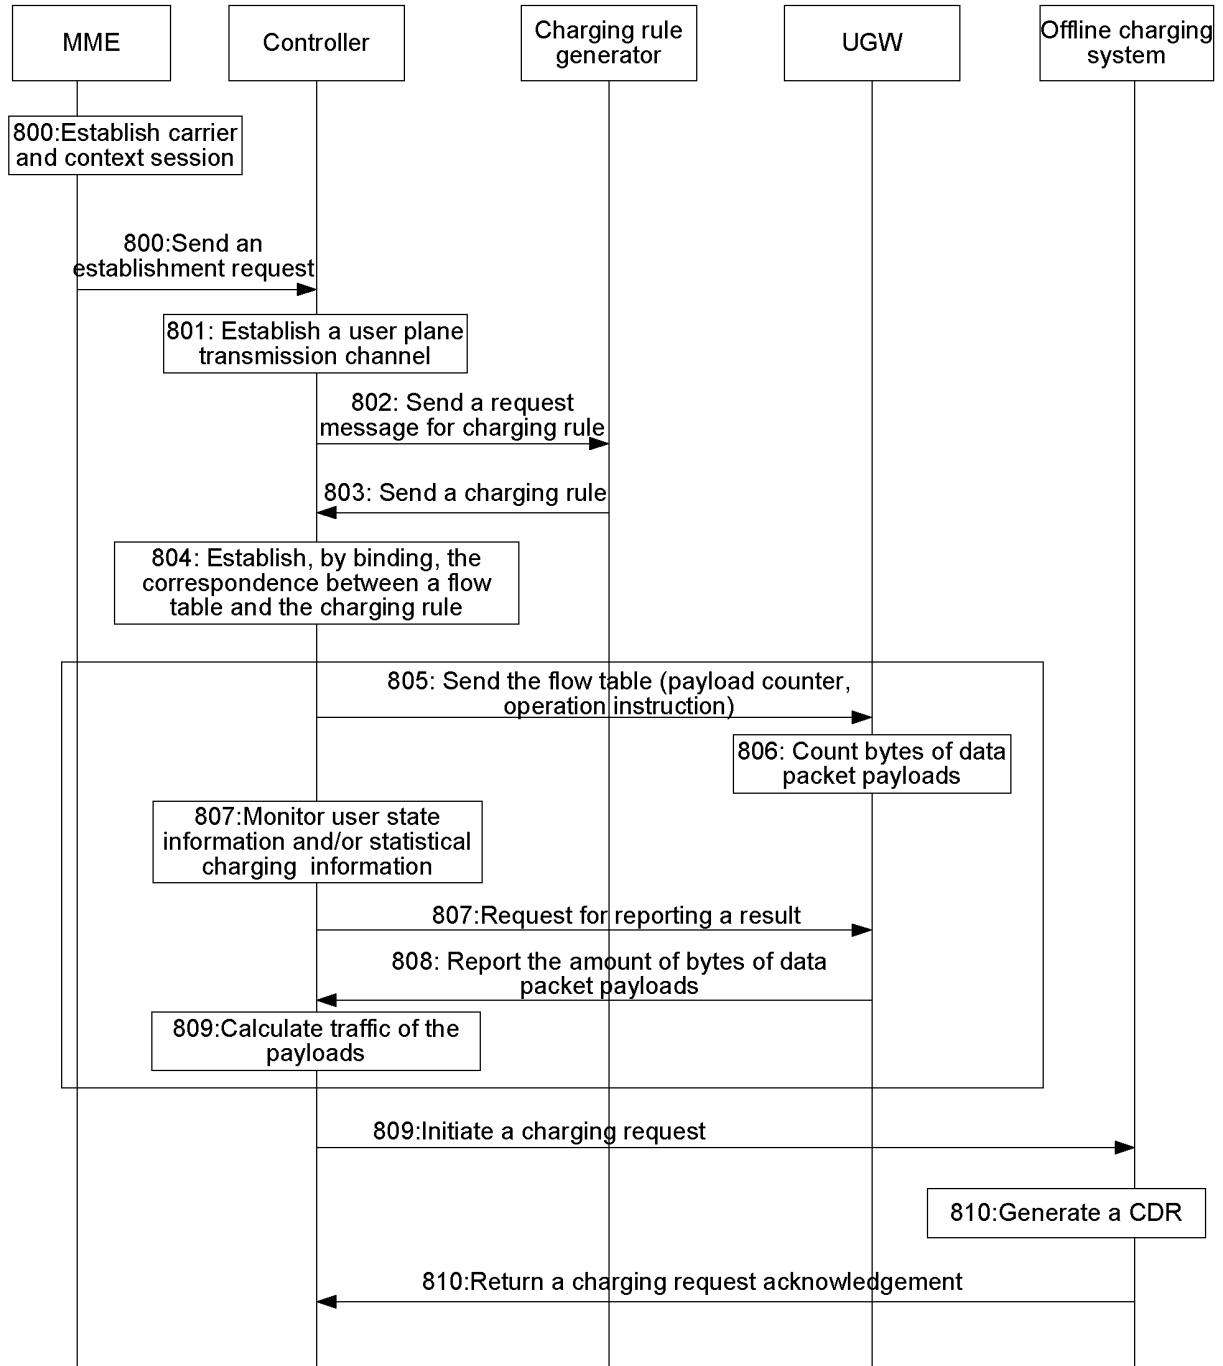 MME
Controller
Charging rule
generator
UGW
Offline charging
system
800:Establish carrier
and context session
800:Send an
establishment request
801: Establish a user plane
transmission channel
802: Send a request
message for charging rule
803: Send a charging rule
804: Establish, by binding, the
correspondence between a flow
table and the charging rule
805: Send the flow table (payload counter,
operation instruction)
806: Count bytes of data
packet payloads
807:Monitor user state
information and/or statistical
charging  information
807:Request for reporting a result
808: Report the amount of bytes of data
packet payloads
809:Calculate traffic of the
payloads
809:Initiate a charging request
810:Generate a CDR
810:Return a charging request acknowledgement